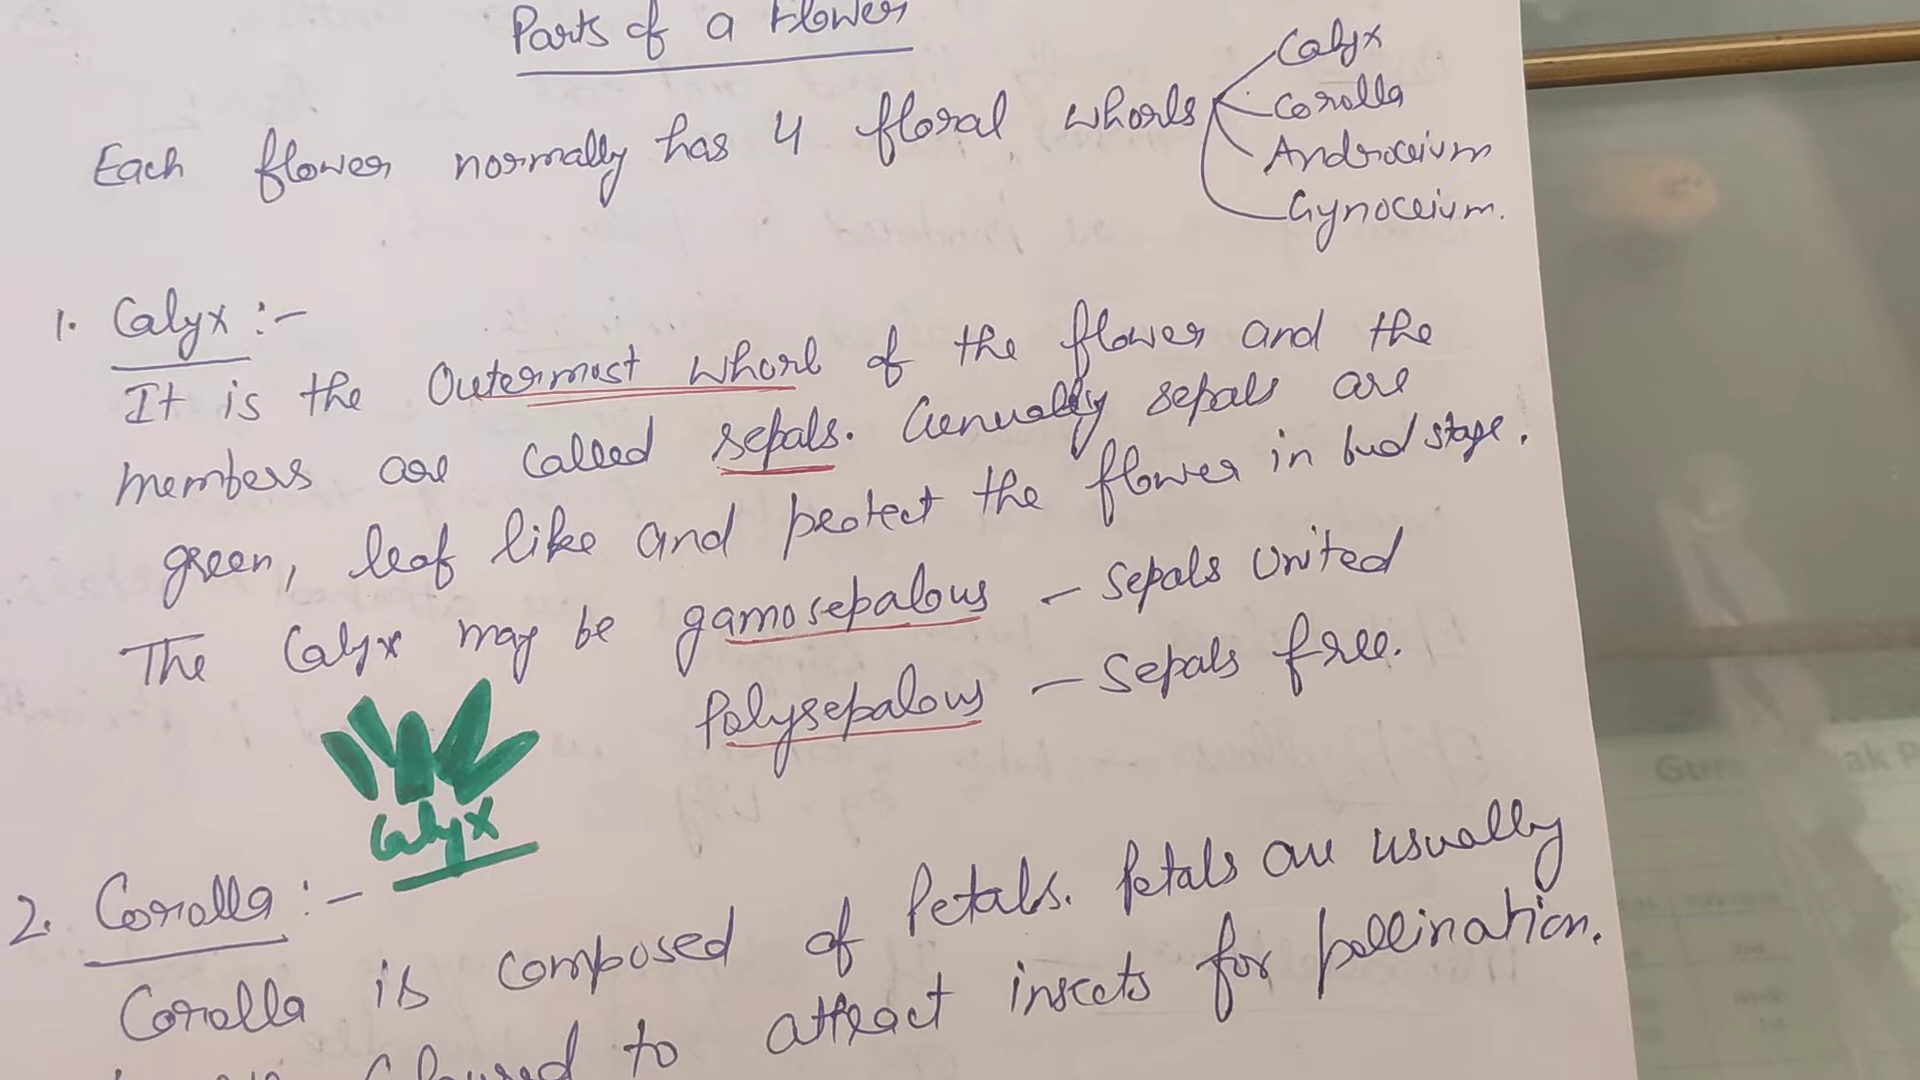 Parts of a Flower
Each flower normally has 4 floral whorls
Calyx
Corolla
Androceium
Gynoceium.
1. Calyx :-
It is the Outermost whorl of the flower and the
members are called sepals. Generally sepals are
green, leaf like and protect the flower in bud stage.
The Calyx may be gamosepalous - Sepals United
Polysepalous - Sepals free.
Calyx
2. Corolla :-
Corolla is composed of Petals. Petals are usually
to attract insects for pollination.